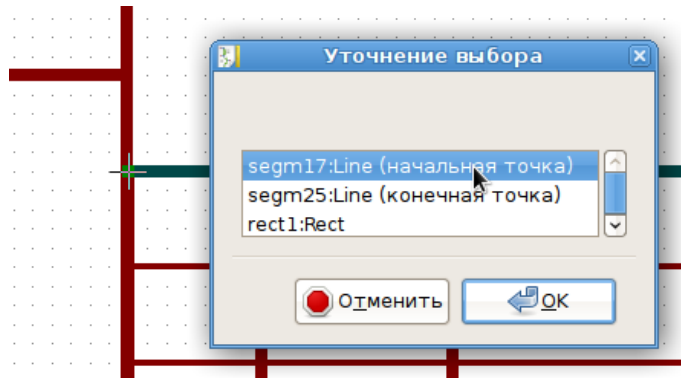 Уточнение выбора
segm17:Line (начальная точка)
segm25:Line (конечная точка)
rect1:Rect
Отменить
OK